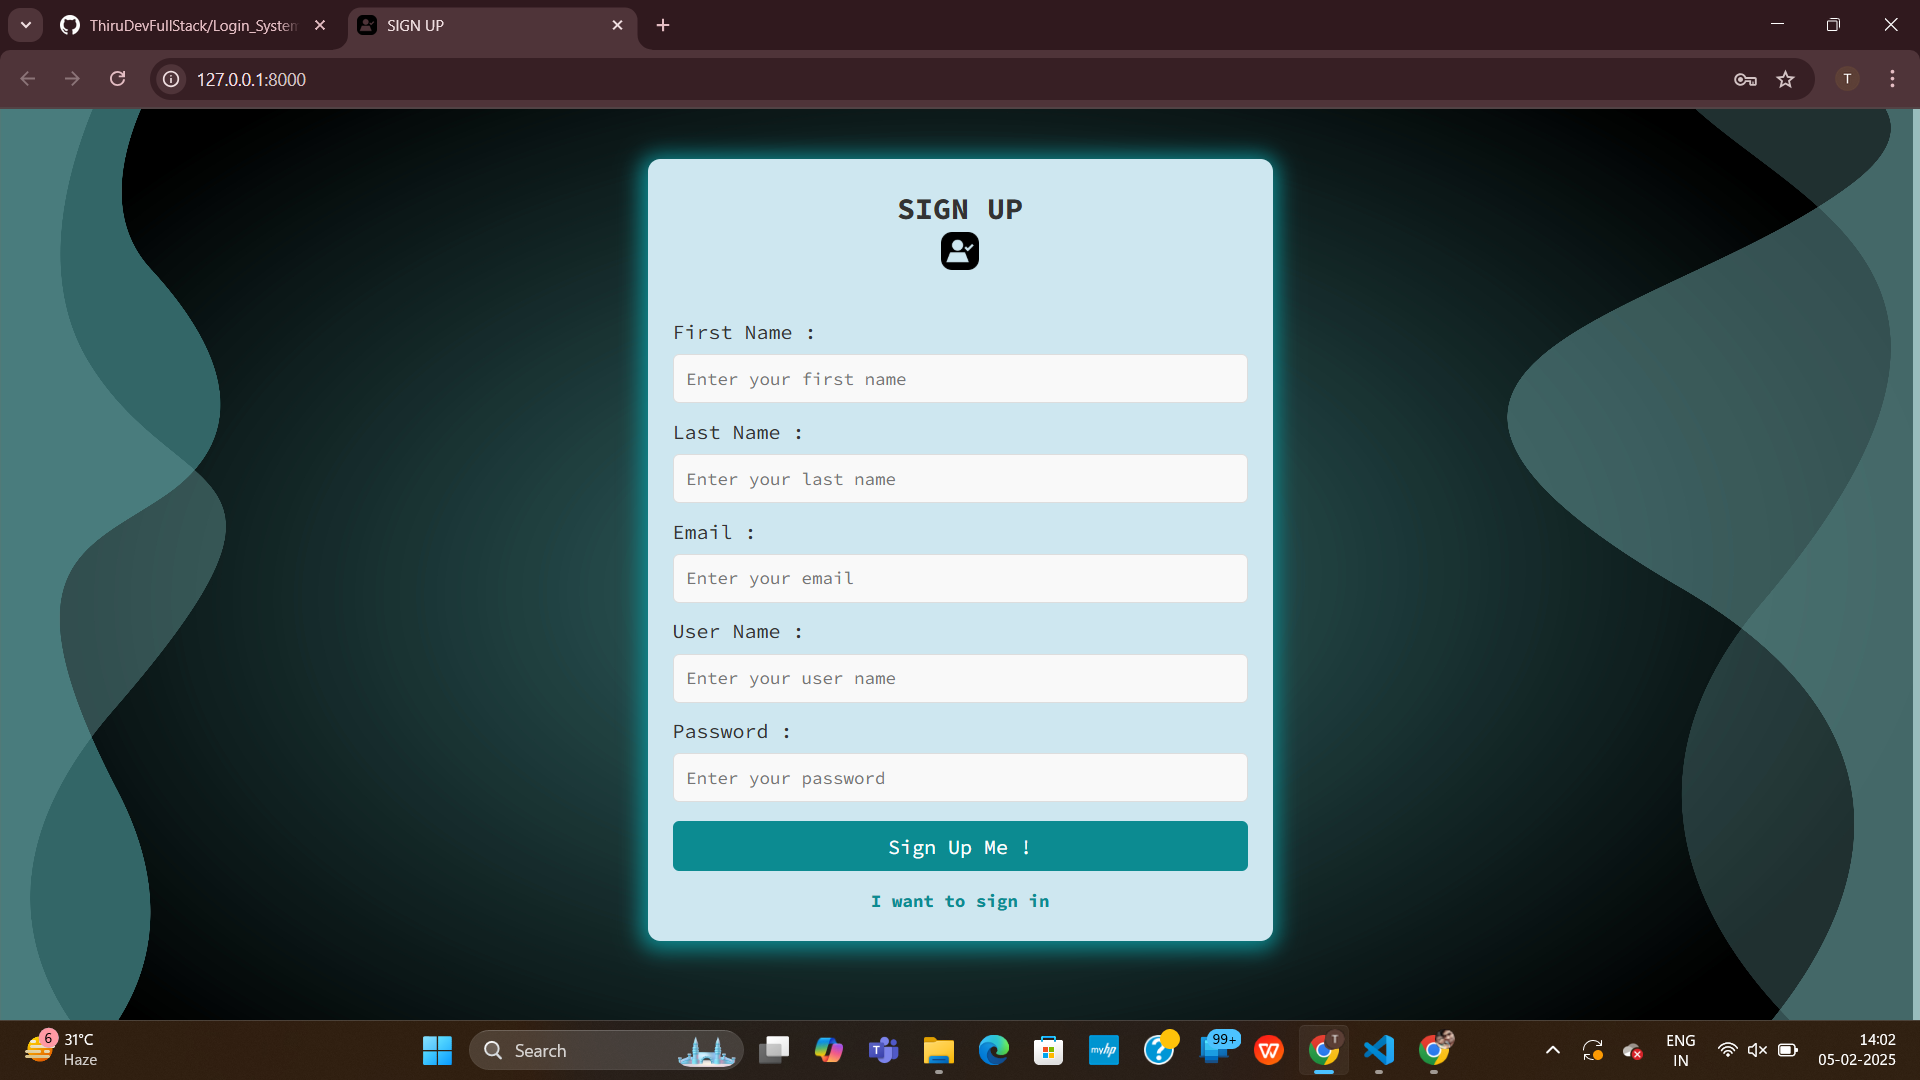 ThiruDevFullStack/Login_System
SIGN UP
127.0.0.1:8000
T
SIGN UP
First Name :
Enter your first name
Last Name :
Enter your last name
Email :
Enter your email
User Name :
Enter your user name
Password :
Enter your password
Sign Up Me !
I want to sign in
6
31°C
Haze
Search
T
myhp
?
99+
W
T
ENG
IN
14:02
05-02-2025